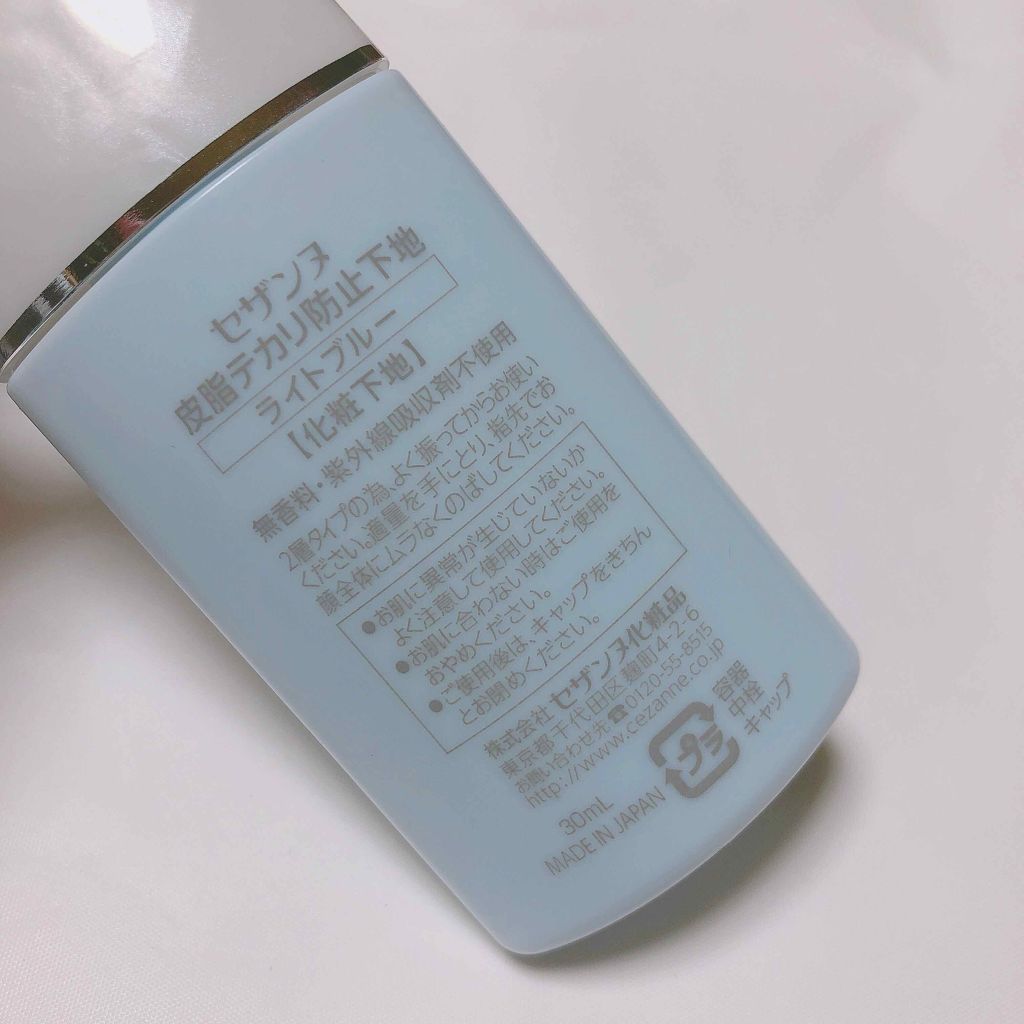 セザンヌ
皮脂テカリ防止下地
ライトブルー
【化粧下地】
無香料・紫外線吸収剤不使用
2層タイプの為、よく振ってからお使い
ください。適量を手にとり、指先でお
顔全体にムラなくのばしてください。
●お肌に異常が生じていないか
よく注意して使用してください。
●お肌に合わない時はご使用を
おやめください。
●ご使用後は、キャップをきちん
とお閉めください。
株式会社 セザンヌ化粧品
東京都千代田区麹町4-2-6
お問い合わせ先☎0120-55-8515
http://www.cezanne.co.jp
プラ
容器
中栓
キャップ
30mL
MADE IN JAPAN